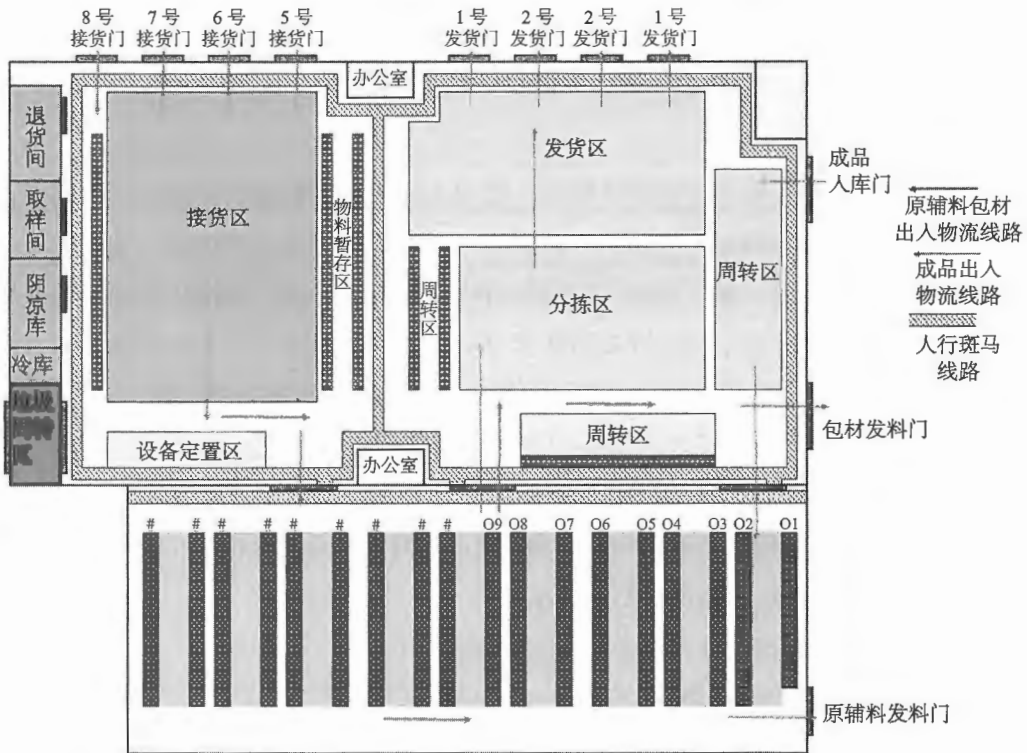 8号
接货门
7号
接货门
6号
接货门
5号
接货门
1号
发货门
2号
发货门
2号
发货门
1号
发货门
办公室
退货间
取样间
阴凉库
冷库
接货区
物料暂存区
发货区
周转区
分拣区
周转区
成品
入库门
原辅料包材
出入物流线路
成品出入
物流线路
人行斑马
线路
设备定置区
办公室
周转区
包材发料门
# # # # # # # # # O9 O8 O7 O6 O5 O4 O3 O2 O1
原辅料发料门